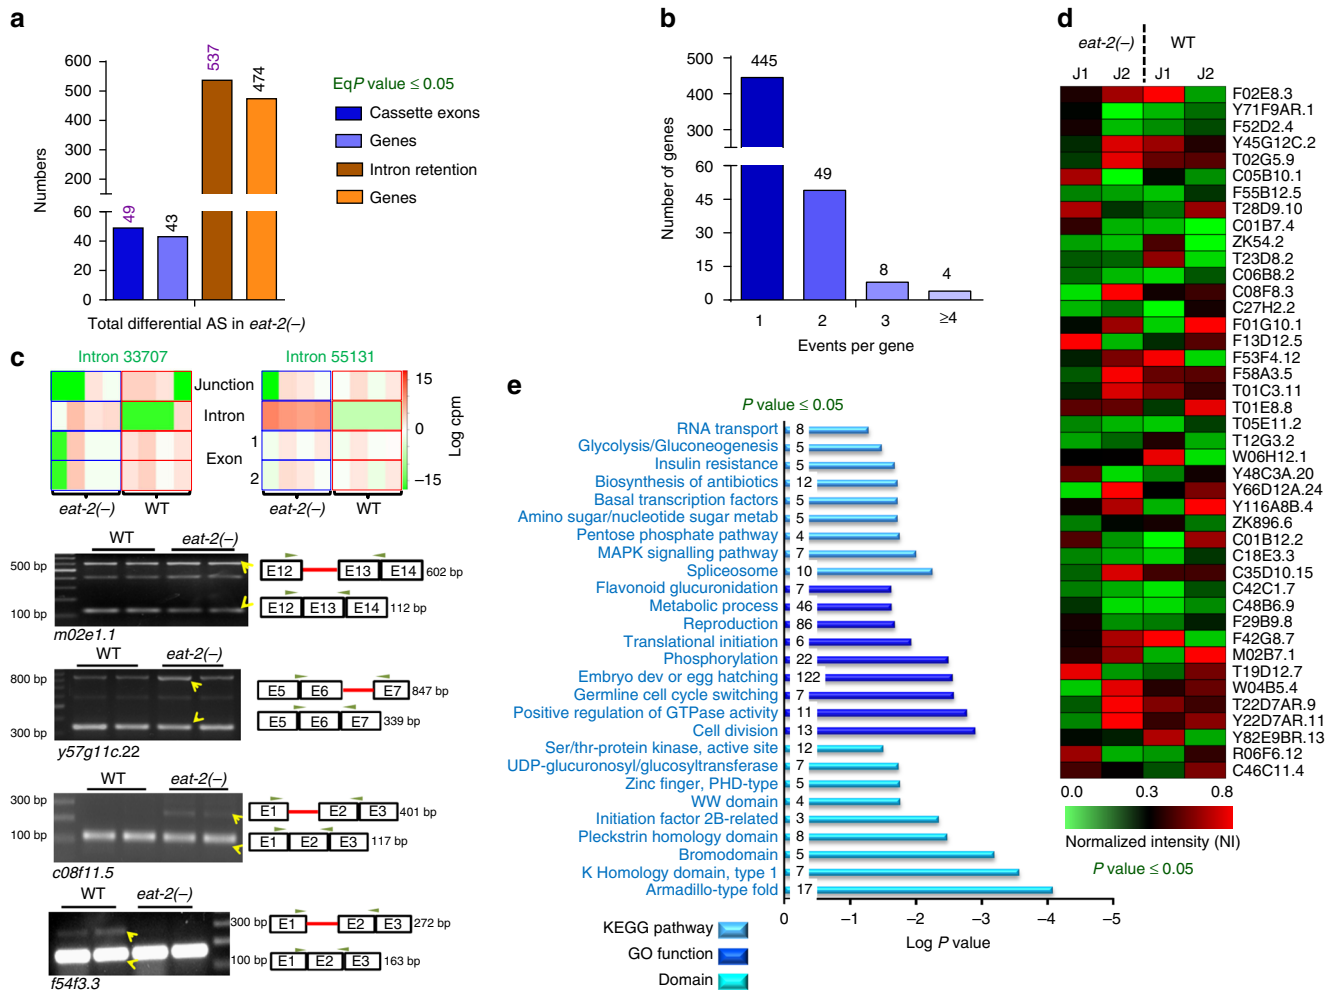 a
600
500
400
300
200
60
40
20
0
Numbers
49
43
537
474
Total differential AS in eat-2(–)
EqP value ≤ 0.05
Cassette exons
Genes
Intron retention
Genes
b
500
400
300
60
45
30
15
0
Number of genes
445
49
8
4
1
2
3
≥4
Events per gene
c
Intron 33707
Intron 55131
Junction
Intron
1
Exon
2
15
0
–15
Log cpm
eat-2(–)
WT
eat-2(–)
WT
WT
eat-2(–)
500 bp
100 bp
m02e1.1
E12
E13
E14
602 bp
E12
E13
E14
112 bp
WT
eat-2(–)
800 bp
300 bp
y57g11c.22
E5
E6
E7
847 bp
E5
E6
E7
339 bp
eat-2(–)
WT
300 bp
100 bp
c08f11.5
E1
E2
E3
401 bp
E1
E2
E3
117 bp
WT
eat-2(–)
300 bp
100 bp
f54f3.3
E1
E2
E3
272 bp
E1
E2
E3
163 bp
d
eat-2(–)
WT
J1
J2
J1
J2
F02E8.3
Y71F9AR.1
F52D2.4
Y45G12C.2
T02G5.9
C05B10.1
F55B12.5
T28D9.10
C01B7.4
ZK54.2
T23D8.2
C06B8.2
C08F8.3
C27H2.2
F01G10.1
F13D12.5
F53F4.12
F58A3.5
T01C3.11
T01E8.8
T05E11.2
T12G3.2
W06H12.1
Y48C3A.20
Y66D12A.24
Y116A8B.4
ZK896.6
C01B12.2
C18E3.3
C35D10.15
C42C1.7
C48B6.9
F29B9.8
F42G8.7
M02B7.1
T19D12.7
W04B5.4
T22D7AR.9
Y22D7AR.11
Y82E9BR.13
R06F6.12
C46C11.4
0.0
0.3
0.8
Normalized intensity (NI)
P value ≤ 0.05
e
P value ≤ 0.05
RNA transport 8
Glycolysis/Gluconeogenesis 5
Insulin resistance 5
Biosynthesis of antibiotics 12
Basal transcription factors 5
Amino sugar/nucleotide sugar metab 5
Pentose phosphate pathway 4
MAPK signalling pathway 7
Spliceosome 10
Flavonoid glucuronidation 7
Metabolic process 46
Reproduction 86
Translational initiation 6
Phosphorylation 22
Embryo dev or egg hatching 122
Germline cell cycle switching 7
Positive regulation of GTPase activity 11
Cell division 13
Ser/thr-protein kinase, active site 12
UDP-glucuronosyl/glucosyltransferase 7
Zinc finger, PHD-type 5
WW domain 4
Initiation factor 2B-related 3
Pleckstrin homology domain 8
Bromodomain 5
K Homology domain, type 1 7
Armadillo-type fold 17
0
–1
–2
–3
–4
–5
Log P value
KEGG pathway
GO function
Domain